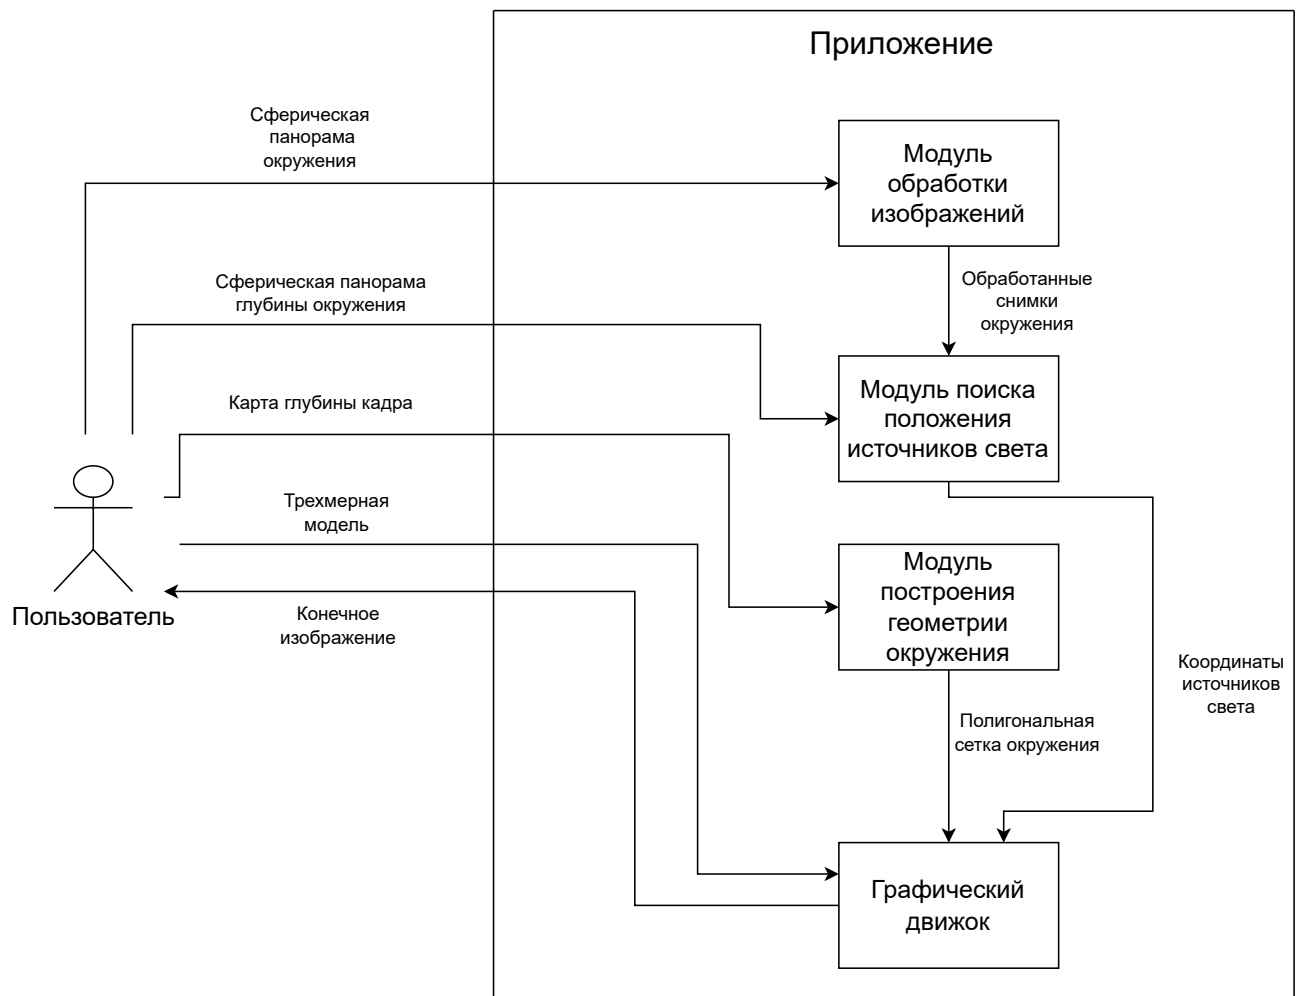 Приложение
Сферическая
панорама
окружения
Модуль
обработки
изображений
Сферическая панорама
глубины окружения
Обработанные
снимки
окружения
Карта глубины кадра
Модуль поиска
положения
источников света
Трехмерная
модель
Модуль
построения
геометрии
окружения
Пользователь
Конечное
изображение
Координаты
источников
света
Полигональная
сетка окружения
Графический
движок